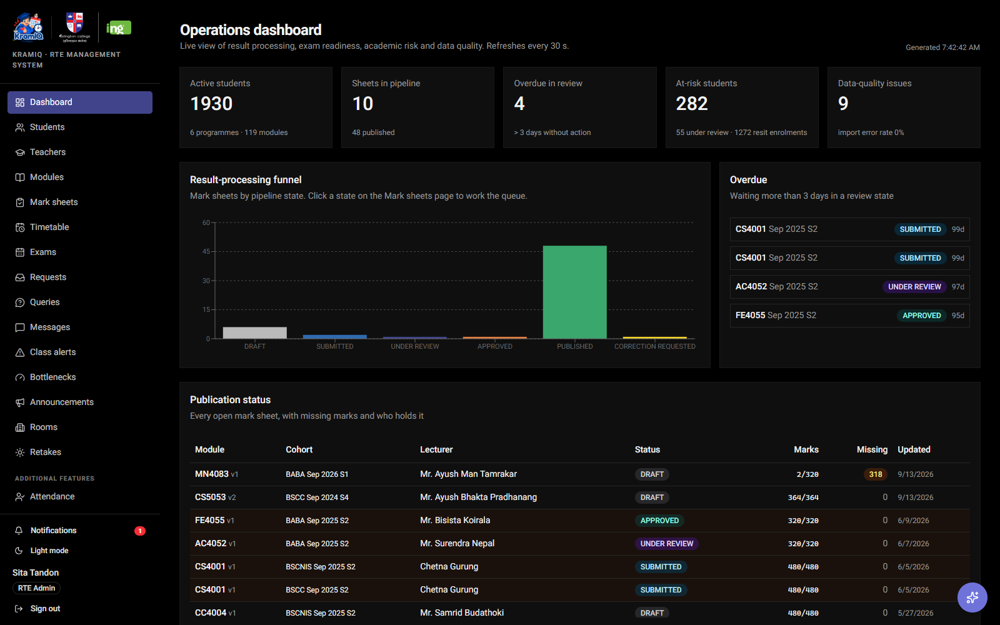 KramIQ
islington college
ing
KRAMIQ · RTE MANAGEMENT
SYSTEM
Dashboard
Students
Teachers
Modules
Mark sheets
Timetable
Exams
Requests
Queries
Messages
Class alerts
Bottlenecks
Announcements
Rooms
Retakes
ADDITIONAL FEATURES
Attendance
Notifications 1
Light mode
Sita Tandon
RTE Admin
Sign out
Operations dashboard
Live view of result processing, exam readiness, academic risk and data quality. Refreshes every 30 s.
Generated 7:42:42 AM
Active students
1930
6 programmes · 119 modules
Sheets in pipeline
10
48 published
Overdue in review
4
> 3 days without action
At-risk students
282
55 under review · 1272 resit enrolments
Data-quality issues
9
import error rate 0%
Result-processing funnel
Mark sheets by pipeline state. Click a state on the Mark sheets page to work the queue.
60
45
30
15
0
DRAFT SUBMITTED UNDER REVIEW APPROVED PUBLISHED CORRECTION REQUESTED
Overdue
Waiting more than 3 days in a review state
CS4001 Sep 2025 S2 SUBMITTED 99d
CS4001 Sep 2025 S2 SUBMITTED 99d
AC4052 Sep 2025 S2 UNDER REVIEW 97d
FE4055 Sep 2025 S2 APPROVED 95d
Publication status
Every open mark sheet, with missing marks and who holds it
Module Cohort Lecturer Status Marks Missing Updated
MN4083 v1 BABA Sep 2026 S1 Mr. Ayush Man Tamrakar DRAFT 2/320 318 9/13/2026
CS5053 v2 BSCC Sep 2024 S4 Mr. Ayush Bhakta Pradhanang DRAFT 364/364 0 9/13/2026
FE4055 v1 BABA Sep 2025 S2 Mr. Bisista Koirala APPROVED 320/320 0 6/9/2026
AC4052 v1 BABA Sep 2025 S2 Mr. Surendra Nepal UNDER REVIEW 320/320 0 6/7/2026
CS4001 v1 BSCNIS Sep 2025 S2 Chetna Gurung SUBMITTED 480/480 0 6/5/2026
CS4001 v1 BSCC Sep 2025 S2 Chetna Gurung SUBMITTED 480/480 0 6/5/2026
CC4004 v1 BSCNIS Sep 2025 S2 Mr. Samrid Budathoki DRAFT 480/480 0 5/27/2026